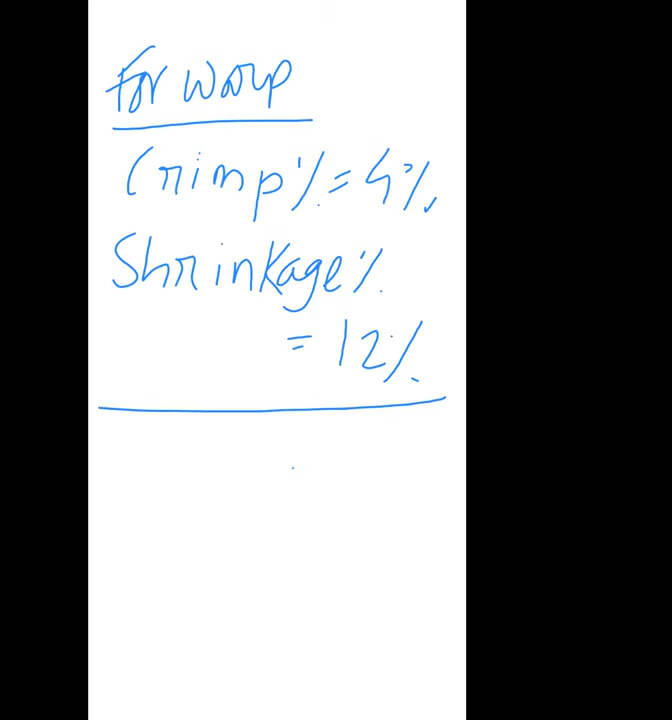 For warp
Crimp% = 4%
Shrinkage%
= 12%